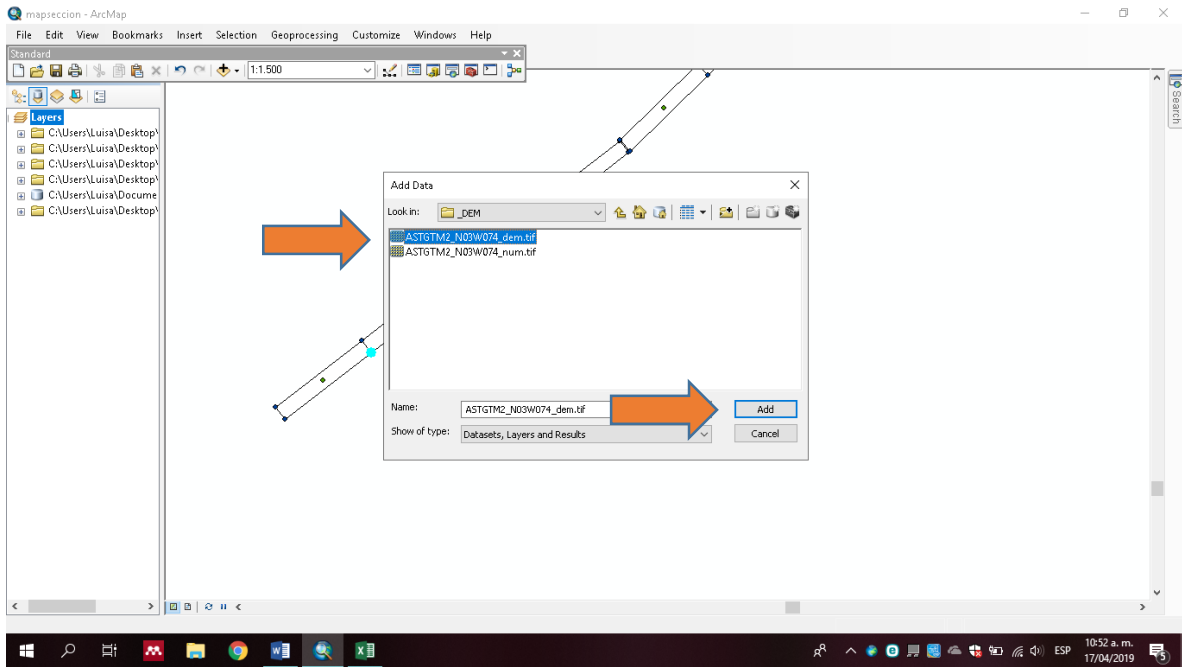 mapseccion - ArcMap
File Edit View Bookmarks Insert Selection Geoprocessing Customize Windows Help
Standard
1:1.500
Layers
C:\Users\Luisa\Desktop\
C:\Users\Luisa\Desktop\
C:\Users\Luisa\Desktop\
C:\Users\Luisa\Desktop\
C:\Users\Luisa\Docume
C:\Users\Luisa\Desktop\
Search
Add Data
Look in: _DEM
ASTGTM2_N03W074_dem.tif
ASTGTM2_N03W074_num.tif
Name: ASTGTM2_N03W074_dem.tif
Add
Show of type: Datasets, Layers and Results
Cancel
ESP
10:52 a. m.
17/04/2019
5